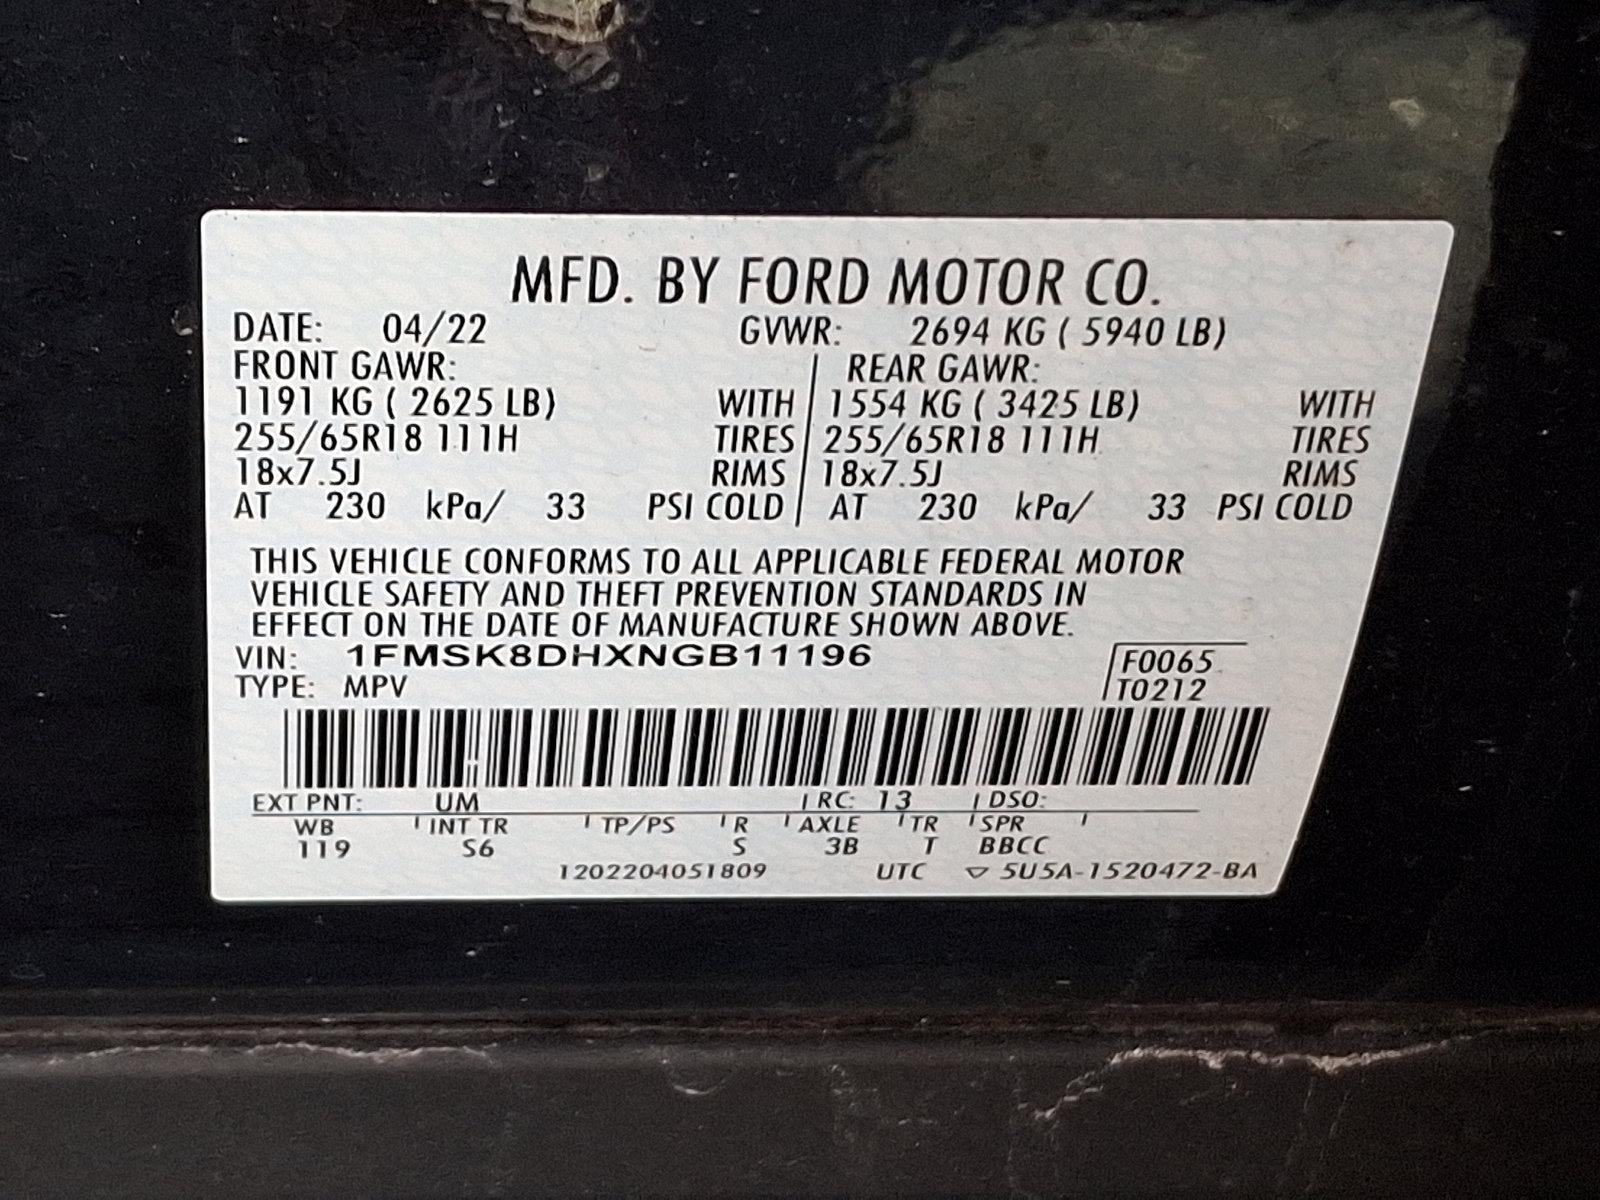 MFD. BY FORD MOTOR CO.
DATE: 04/22 GVWR: 2694 KG ( 5940 LB)
FRONT GAWR: REAR GAWR:
1191 KG ( 2625 LB) WITH 1554 KG ( 3425 LB) WITH
255/65R18 111H TIRES 255/65R18 111H TIRES
18x7.5J RIMS 18x7.5J RIMS
AT 230 kPa/ 33 PSI COLD AT 230 kPa/ 33 PSI COLD
THIS VEHICLE CONFORMS TO ALL APPLICABLE FEDERAL MOTOR
VEHICLE SAFETY AND THEFT PREVENTION STANDARDS IN
EFFECT ON THE DATE OF MANUFACTURE SHOWN ABOVE.
VIN: 1FMSK8DHXNGB11196 F0065
TYPE: MPV T0212
EXT PNT: UM RC: 13 DSO:
WB INT TR TP/PS R AXLE TR SPR
119 S6 S 3B T BBCC
1202204051809 UTC ▽ 5U5A-1520472-BA